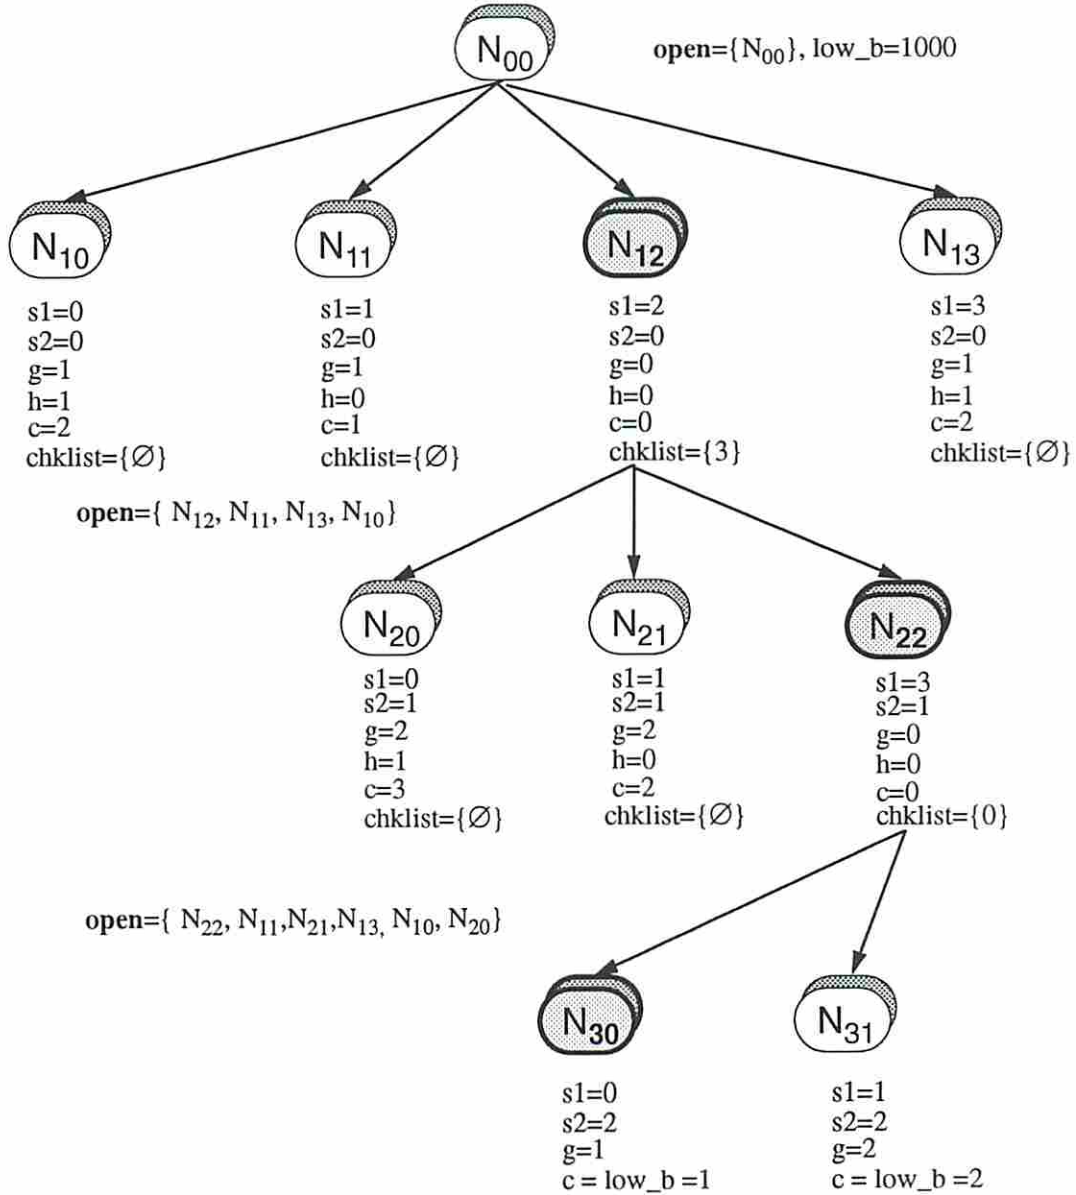 N₀₀
open={N₀₀}, low_b=1000
N₁₀ N₁₁ N₁₂ N₁₃
s1=0 s1=1 s1=2 s1=3
s2=0 s2=0 s2=0 s2=0
g=1 g=1 g=0 g=1
h=1 h=0 h=0 h=1
c=2 c=1 c=0 c=2
chklist={∅} chklist={∅} chklist={3} chklist={∅}
open={ N₁₂, N₁₁, N₁₃, N₁₀}
N₂₀ N₂₁ N₂₂
s1=0 s1=1 s1=3
s2=1 s2=1 s2=1
g=2 g=2 g=0
h=1 h=0 h=0
c=3 c=2 c=0
chklist={∅} chklist={∅} chklist={0}
open={ N₂₂, N₁₁,N₂₁,N₁₃, N₁₀, N₂₀}
N₃₀ N₃₁
s1=0 s1=1
s2=2 s2=2
g=1 g=2
c = low_b =1 c = low_b =2